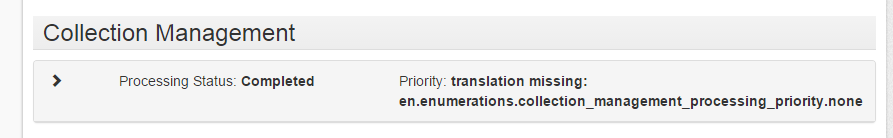 Collection Management
Processing Status: Completed Priority: translation missing:
en.enumerations.collection_management_processing_priority.none